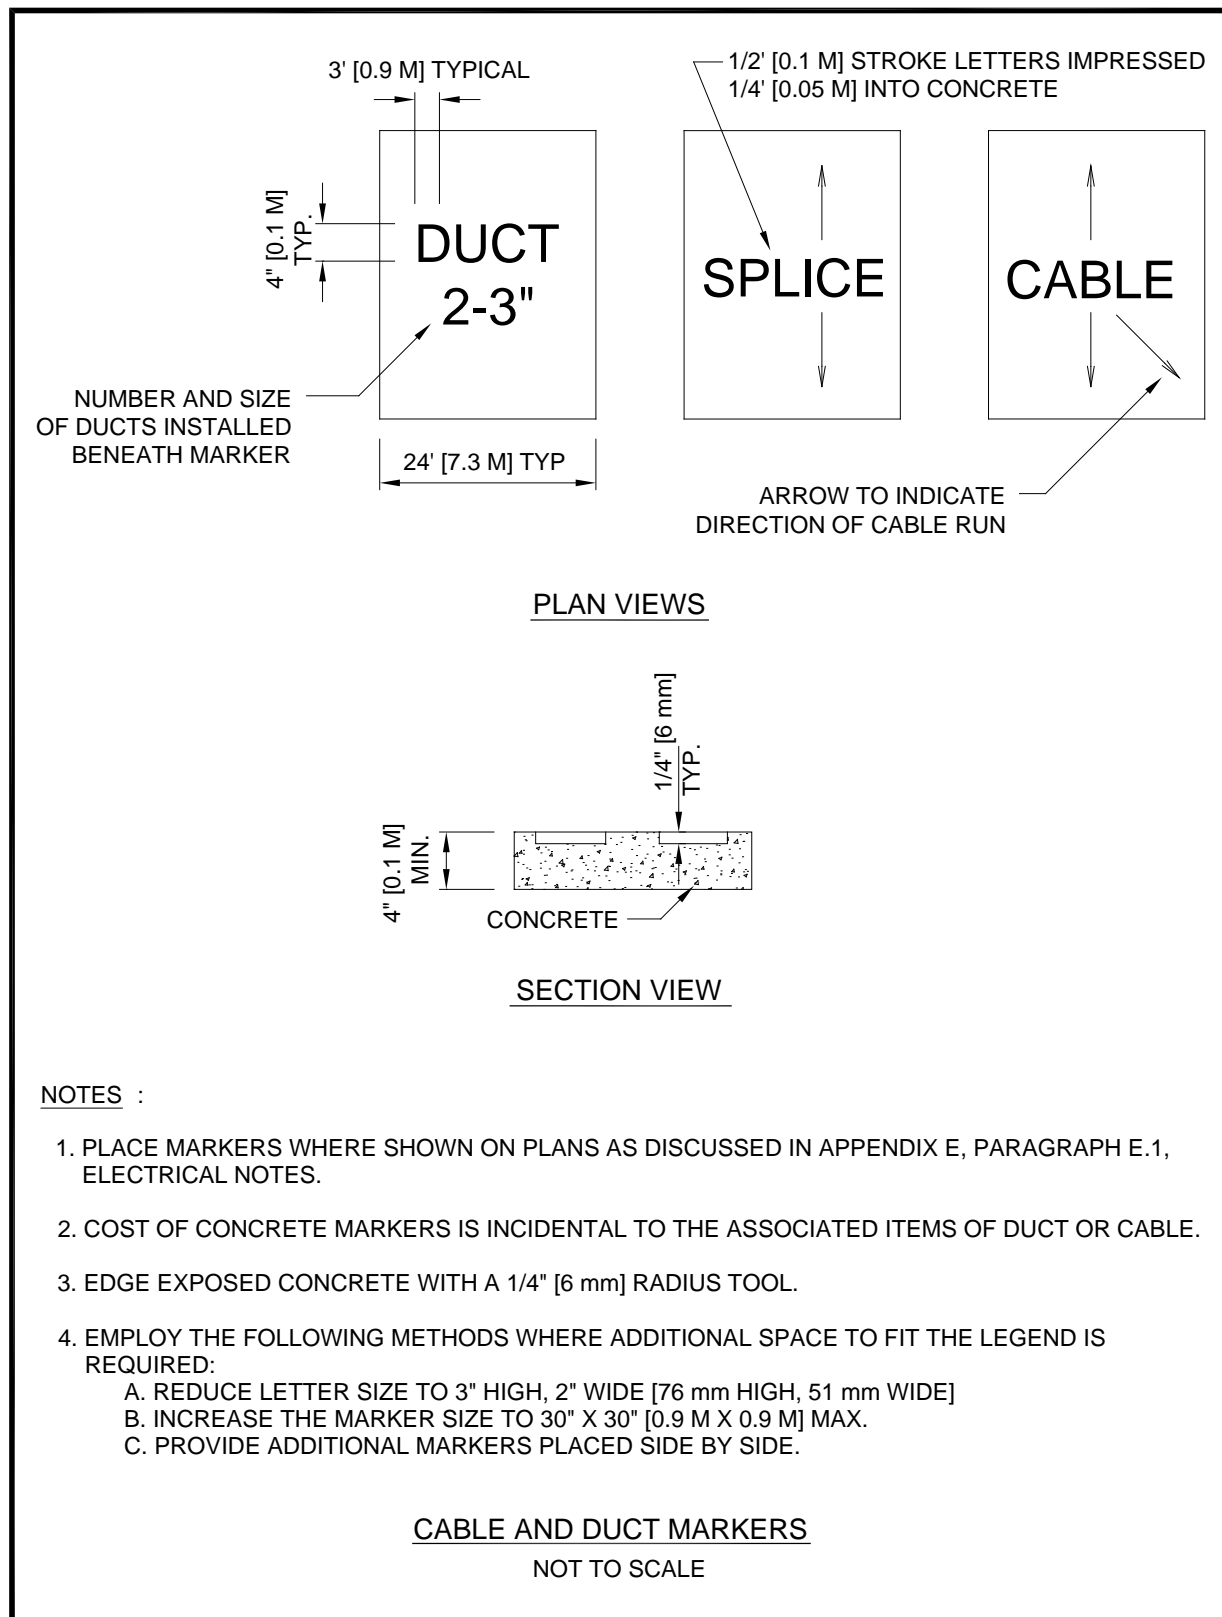 3' [0.9 M] TYPICAL
1/2' [0.1 M] STROKE LETTERS IMPRESSED
1/4' [0.05 M] INTO CONCRETE
4" [0.1 M]
TYP.
DUCT
2-3"
SPLICE
CABLE
NUMBER AND SIZE
OF DUCTS INSTALLED
BENEATH MARKER
24' [7.3 M] TYP
ARROW TO INDICATE
DIRECTION OF CABLE RUN
PLAN VIEWS
1/4" [6 mm]
TYP.
4" [0.1 M]
MIN.
CONCRETE
SECTION VIEW
NOTES :
1. PLACE MARKERS WHERE SHOWN ON PLANS AS DISCUSSED IN APPENDIX E, PARAGRAPH E.1,
ELECTRICAL NOTES.
2. COST OF CONCRETE MARKERS IS INCIDENTAL TO THE ASSOCIATED ITEMS OF DUCT OR CABLE.
3. EDGE EXPOSED CONCRETE WITH A 1/4" [6 mm] RADIUS TOOL.
4. EMPLOY THE FOLLOWING METHODS WHERE ADDITIONAL SPACE TO FIT THE LEGEND IS
REQUIRED:
A. REDUCE LETTER SIZE TO 3" HIGH, 2" WIDE [76 mm HIGH, 51 mm WIDE]
B. INCREASE THE MARKER SIZE TO 30" X 30" [0.9 M X 0.9 M] MAX.
C. PROVIDE ADDITIONAL MARKERS PLACED SIDE BY SIDE.
CABLE AND DUCT MARKERS
NOT TO SCALE